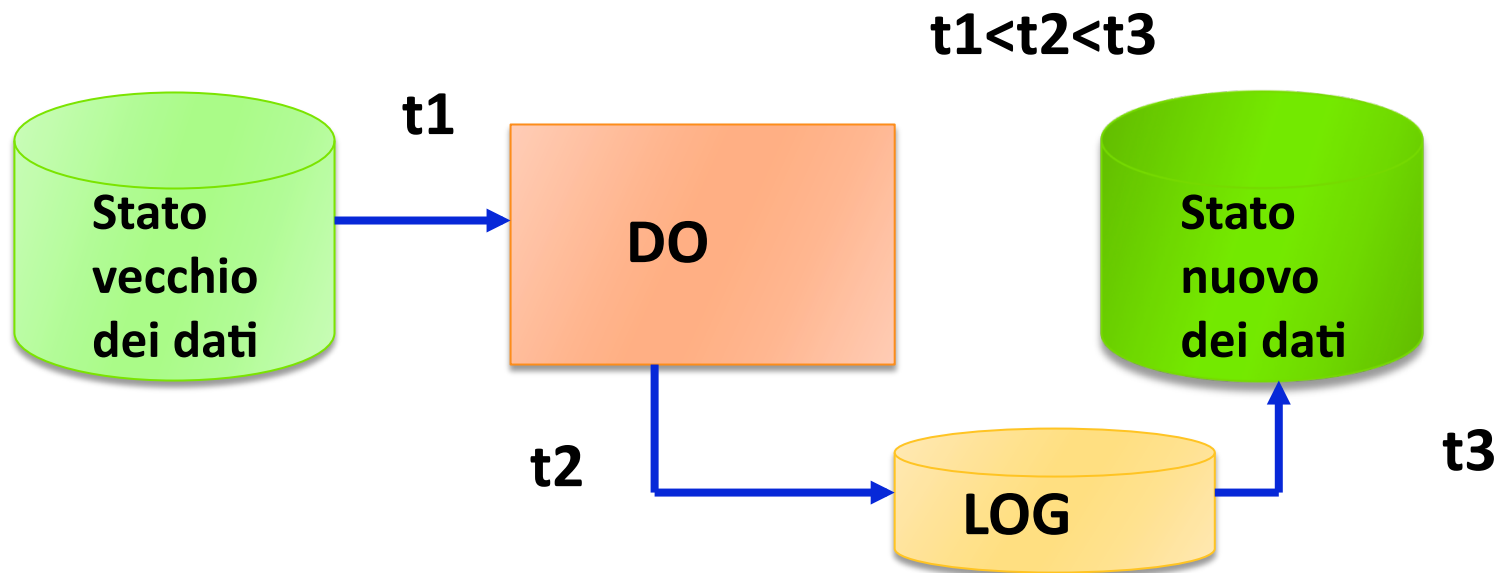 t1<t2<t3
t1
Stato
vecchio
dei dati
DO
Stato
nuovo
dei dati
t2
LOG
t3